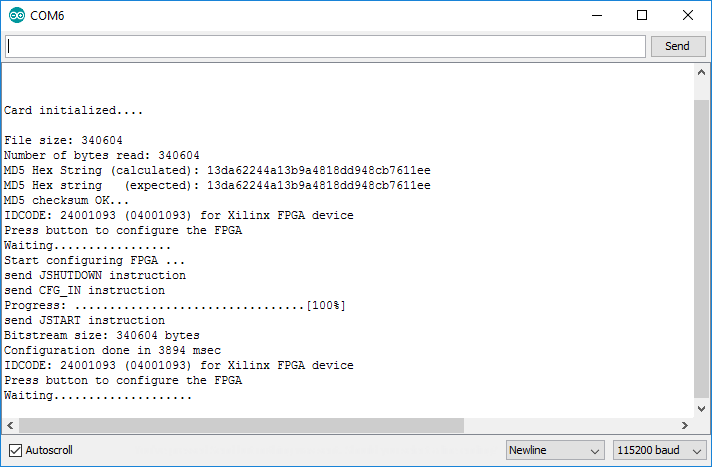 COM6
Send
Card initialized....
File size: 340604
Number of bytes read: 340604
MD5 Hex String (calculated): 13da62244a13b9a4818dd948cb7611ee
MD5 Hex string   (expected): 13da62244a13b9a4818dd948cb7611ee
MD5 checksum OK...
IDCODE: 24001093 (04001093) for Xilinx FPGA device
Press button to configure the FPGA
Waiting.................
Start configuring FPGA ...
send JSHUTDOWN instruction
send CFG_IN instruction
Progress: .................................[100%]
send JSTART instruction
Bitstream size: 340604 bytes
Configuration done in 3894 msec
IDCODE: 24001093 (04001093) for Xilinx FPGA device
Press button to configure the FPGA
Waiting....................
Autoscroll
Newline
115200 baud